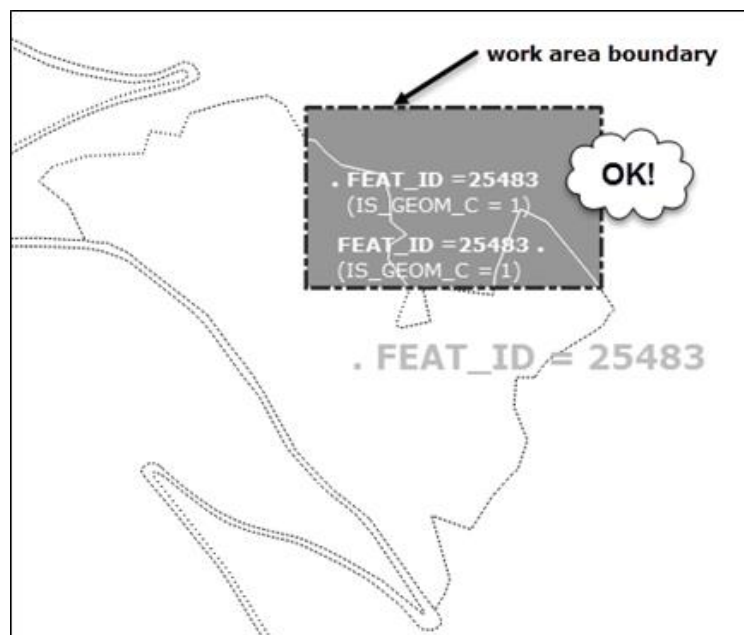 work area boundary
OK!
. FEAT_ID =25483
(IS_GEOM_C = 1)
FEAT_ID =25483 .
(IS_GEOM_C = 1)
. FEAT_ID = 25483